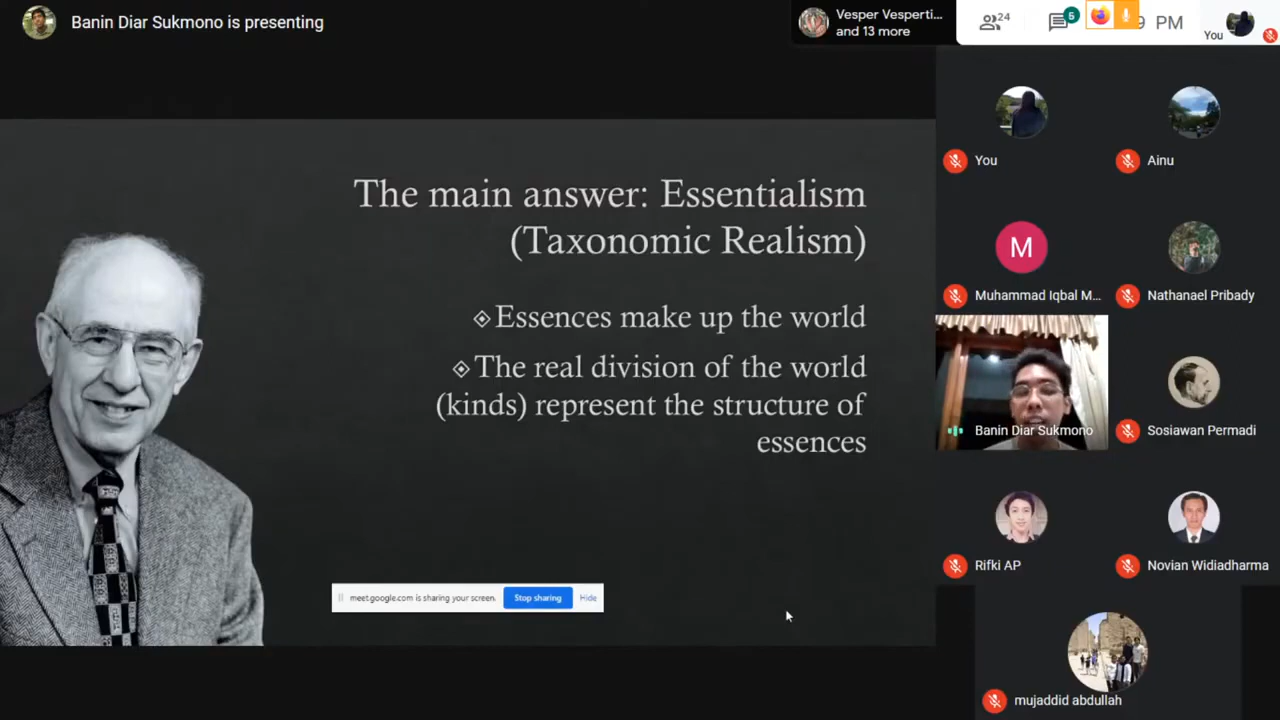 Banin Diar Sukmono is presenting
Vesper Vesperti...
and 13 more
24
5
9 PM
You
The main answer: Essentialism
(Taxonomic Realism)
Essences make up the world
The real division of the world
(kinds) represent the structure of
essences
meet.google.com is sharing your screen.
Stop sharing
Hide
You
Ainu
M
Muhammad Iqbal M...
Nathanael Pribady
Banin Diar Sukmono
Sosiawan Permadi
Rifki AP
Novian Widiadharma
mujaddid abdullah